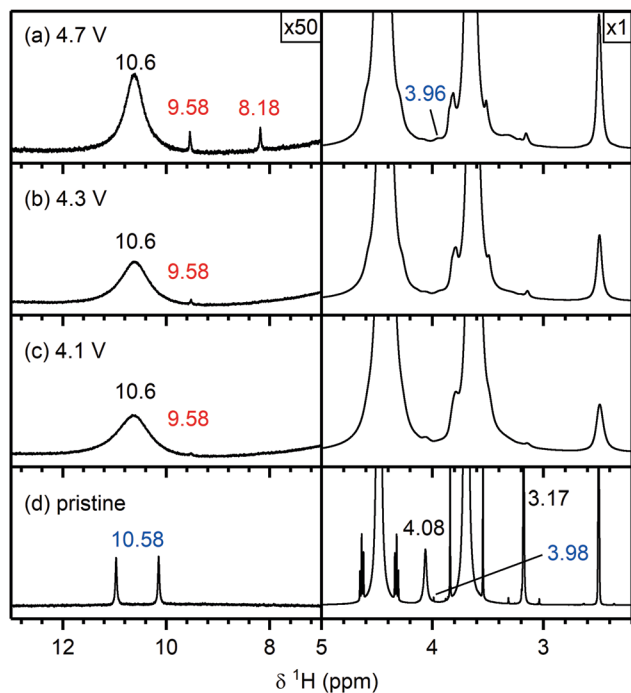 (a) 4.7 V
x50
10.6
9.58
8.18
x1
3.96
(b) 4.3 V
10.6
9.58
(c) 4.1 V
10.6
9.58
(d) pristine
10.58
4.08
3.17
3.98
12
10
8
6
5
4
3
δ ¹H (ppm)